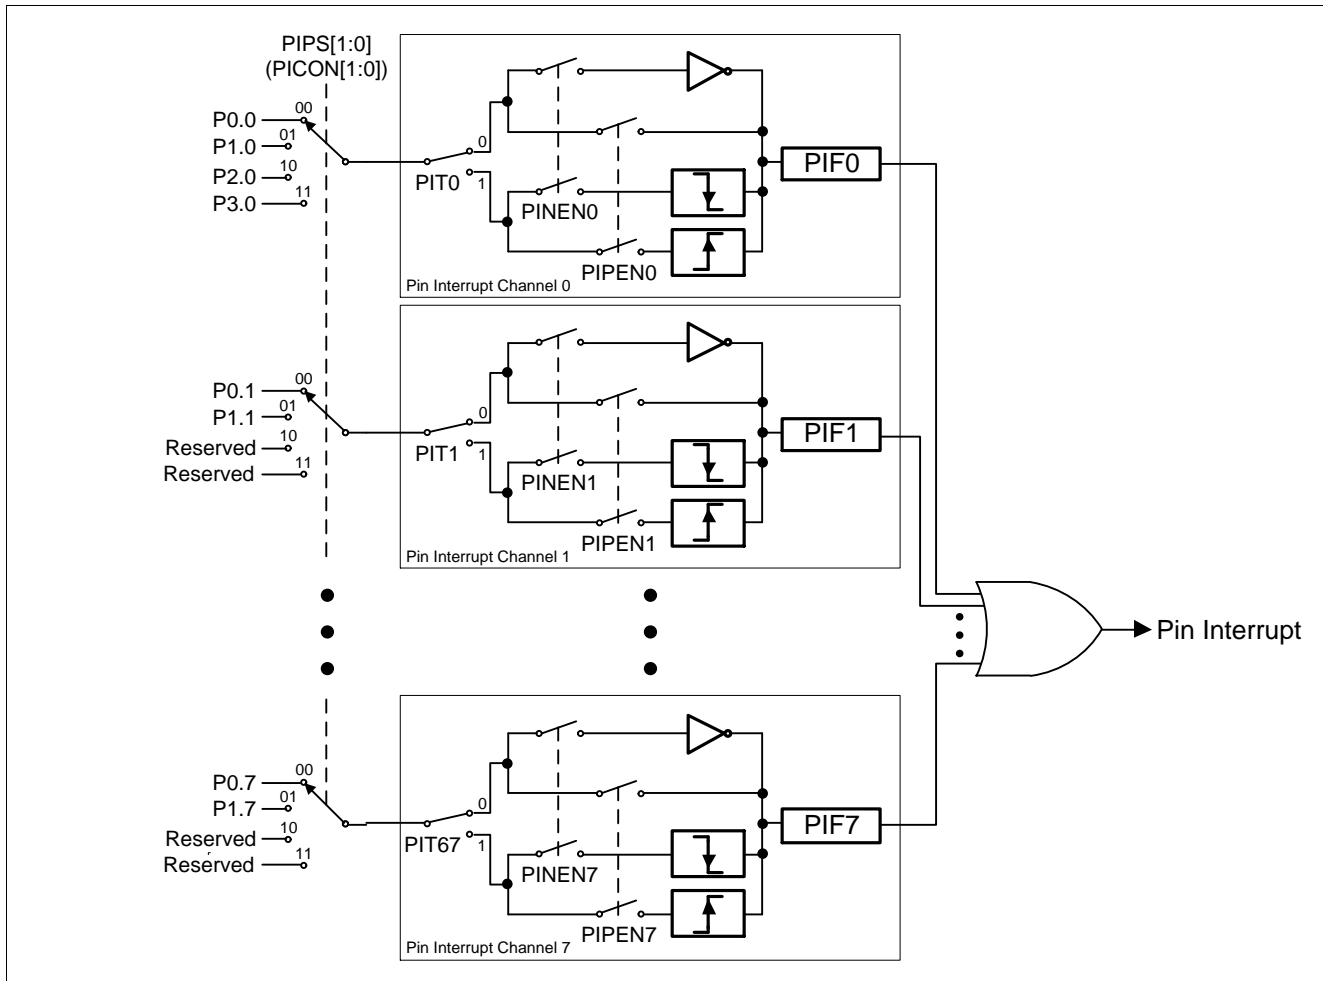 PIPS[1:0]
(PICON[1:0])
P0.0
00
P1.0
01
P2.0
10
P3.0
11
PIT0
0
1
PINEN0
PIPEN0
PIF0
Pin Interrupt Channel 0
P0.1
00
P1.1
01
Reserved
10
Reserved
11
PIT1
0
1
PINEN1
PIPEN1
PIF1
Pin Interrupt Channel 1
Pin Interrupt
P0.7
00
P1.7
01
Reserved
10
Reserved
11
PIT67
0
1
PINEN7
PIPEN7
PIF7
Pin Interrupt Channel 7